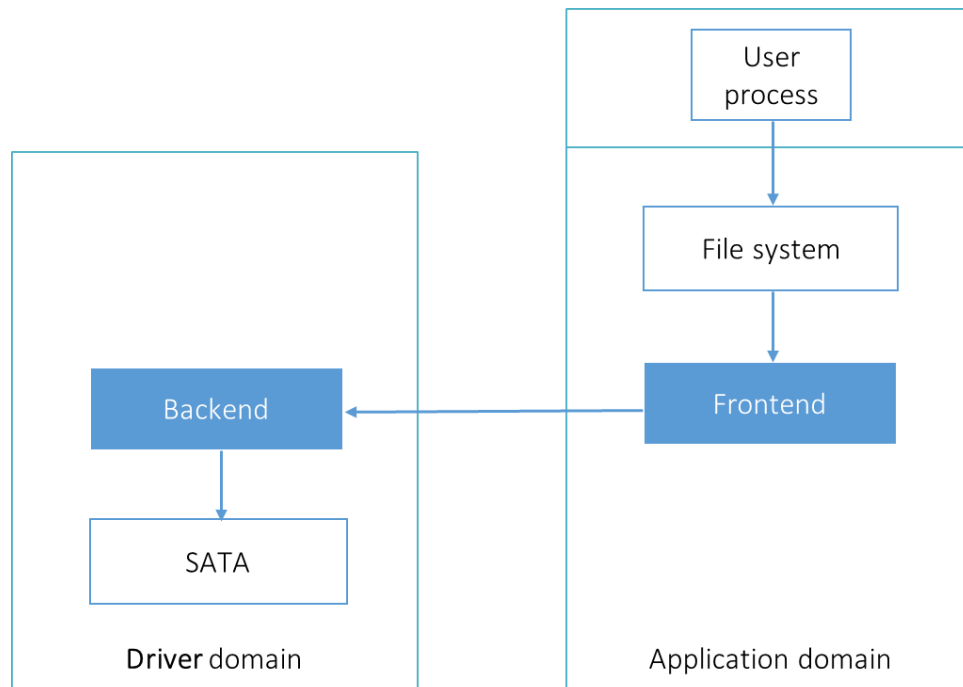 User
process
File system
Frontend
Backend
SATA
Driver domain
Application domain